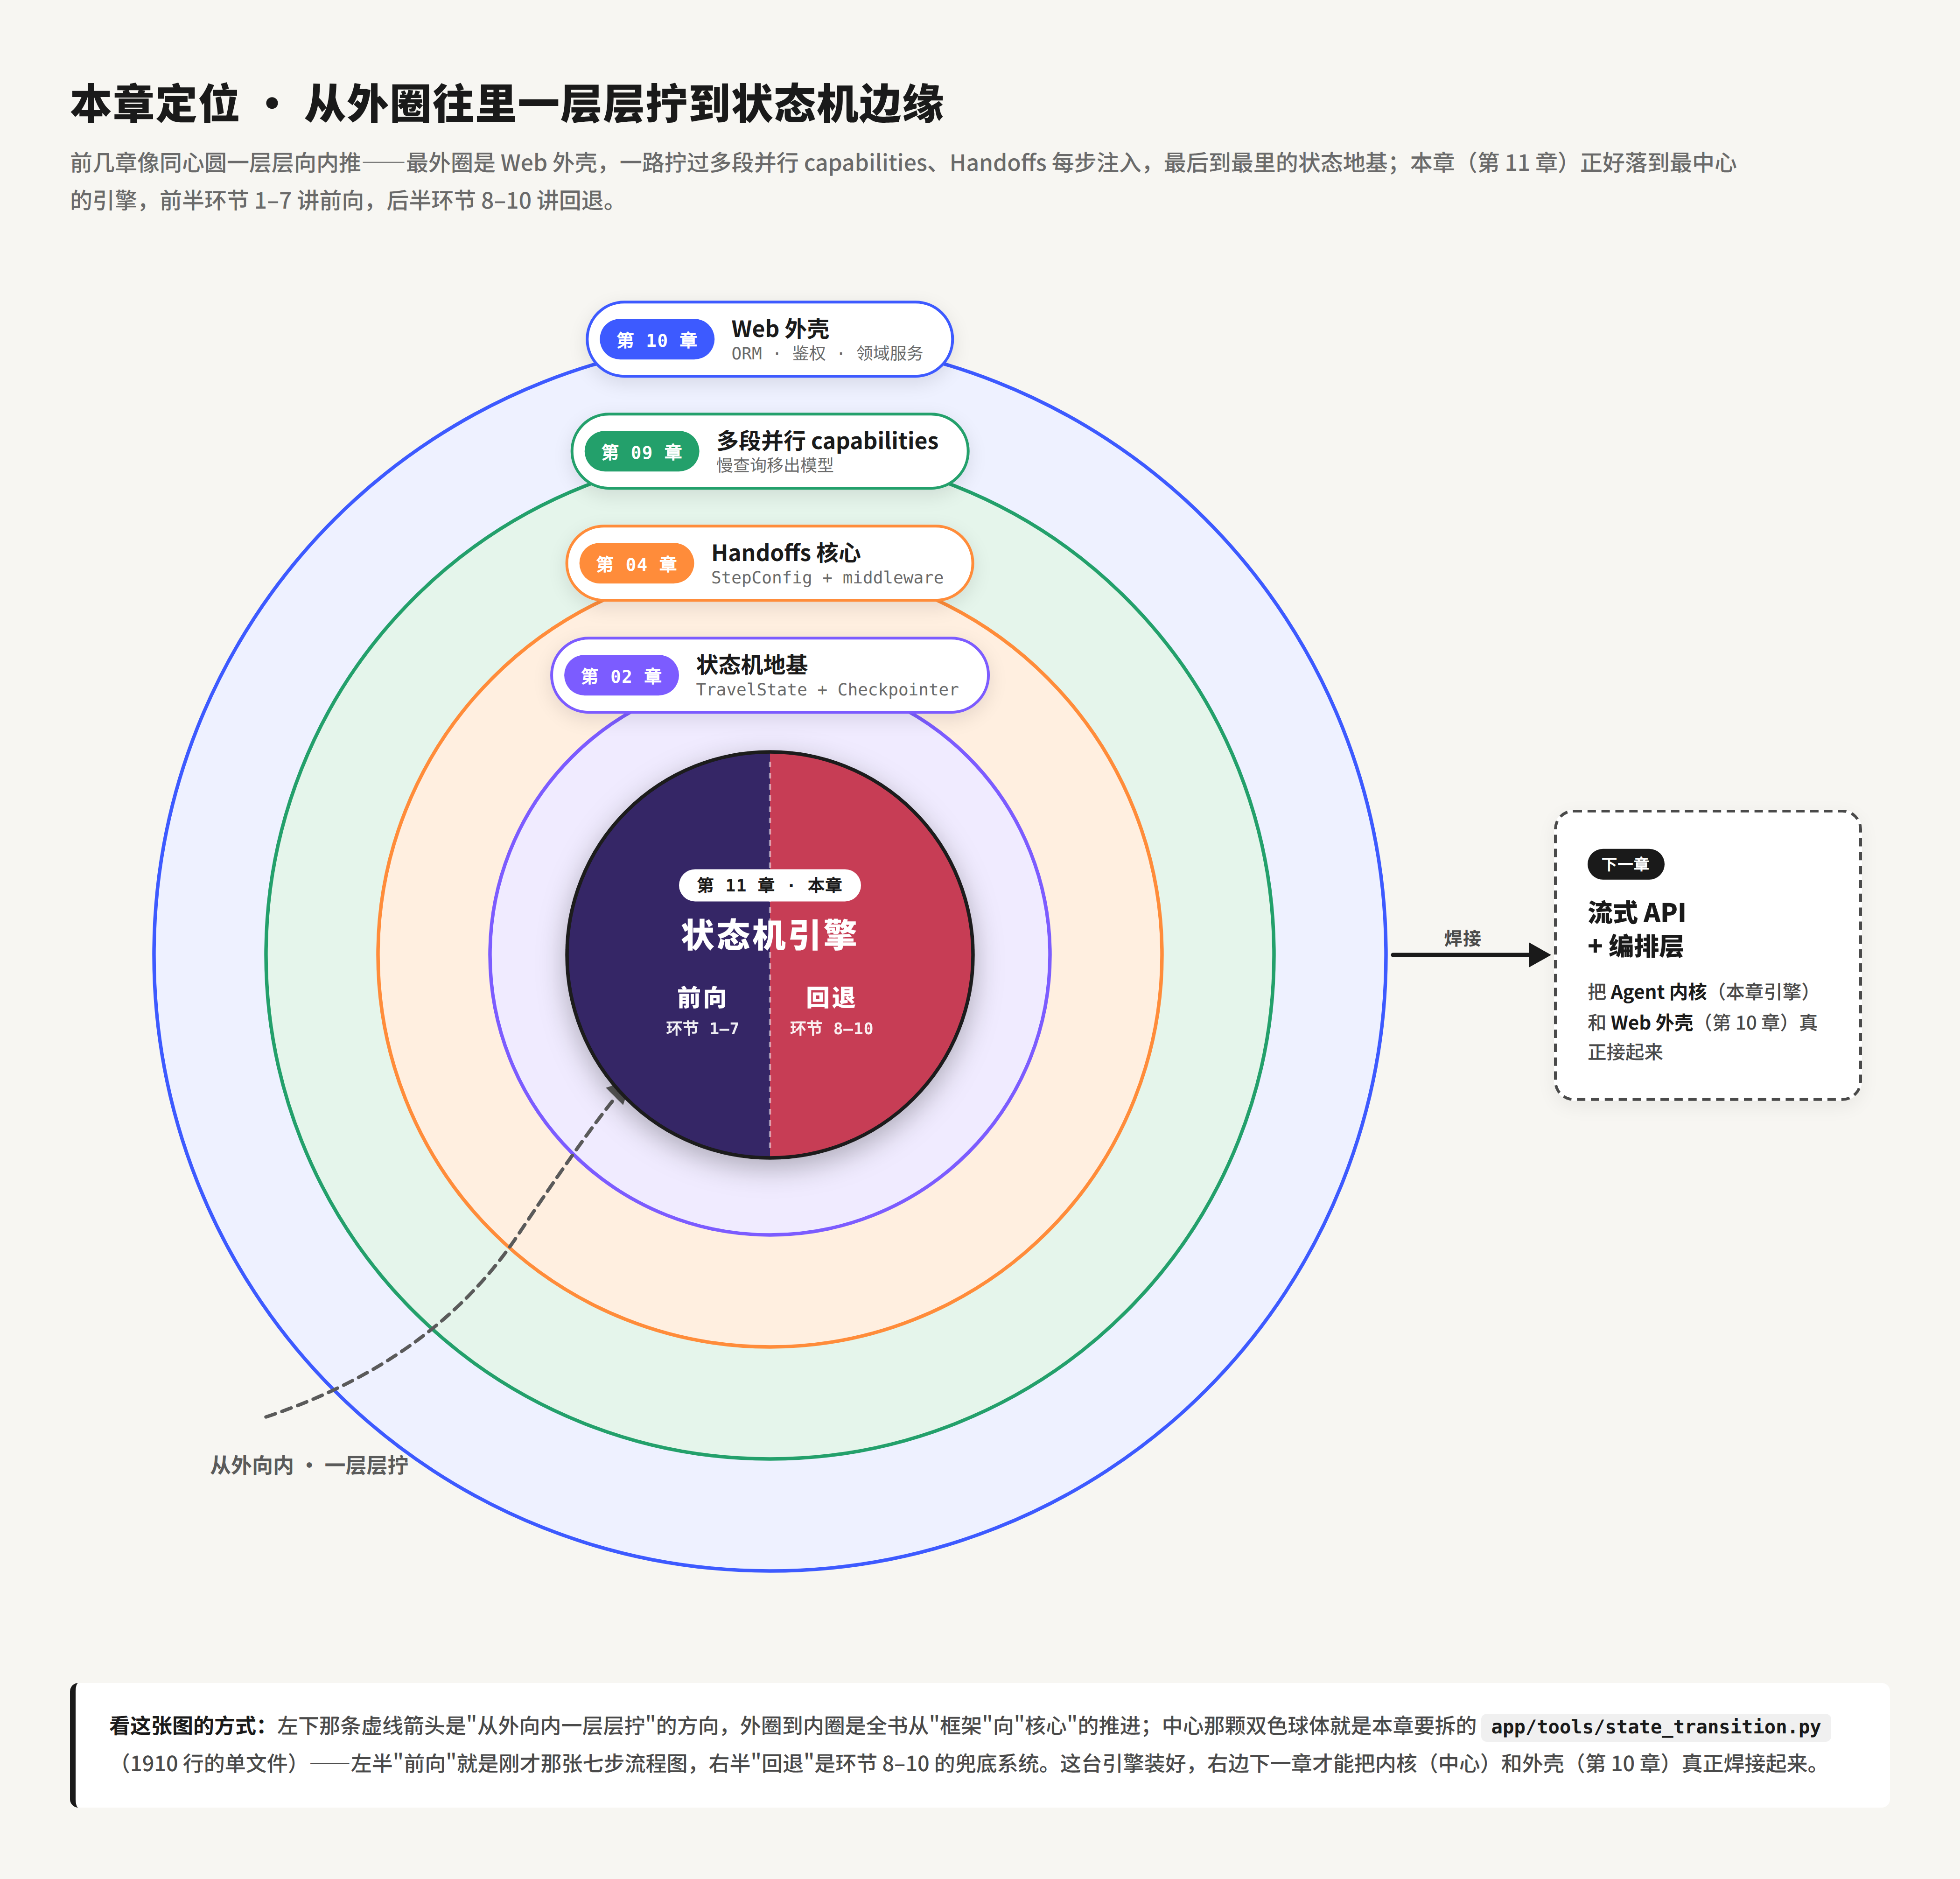 本章定位 · 从外圈往里一层层拧到状态机边缘
前几章像同心圆一层层向内推——最外圈是 Web 外壳，一路拧过多段并行 capabilities、Handoffs 每步注入，最后到最里的状态地基；本章（第 11 章）正好落到最中心
的引擎，前半环节 1–7 讲前向，后半环节 8–10 讲回退。
第 10 章
Web 外壳
ORM · 鉴权 · 领域服务
第 09 章
多段并行 capabilities
慢查询移出模型
第 04 章
Handoffs 核心
StepConfig + middleware
第 02 章
状态机地基
TravelState + Checkpointer
第 11 章 · 本章
状态机引擎
前向
环节 1–7
回退
环节 8–10
焊接
下一章
流式 API
+ 编排层
把 Agent 内核（本章引擎）
和 Web 外壳（第 10 章）真
正接起来
从外向内 · 一层层拧
看这张图的方式：左下那条虚线箭头是"从外向内一层层拧"的方向，外圈到内圈是全书从"框架"向"核心"的推进；中心那颗双色球体就是本章要拆的 app/tools/state_transition.py
（1910 行的单文件）——左半"前向"就是刚才那张七步流程图，右半"回退"是环节 8–10 的兜底系统。这台引擎装好，右边下一章才能把内核（中心）和外壳（第 10 章）真正焊接起来。